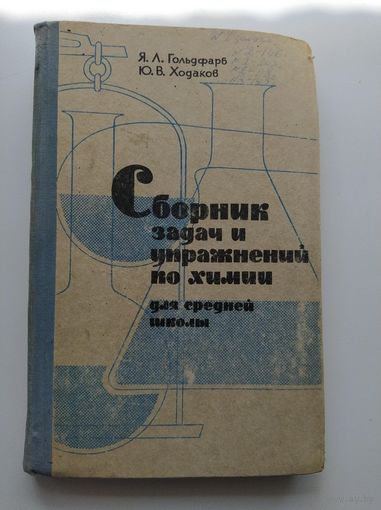 Я. Л. Гольдфарб
Ю. В. Ходаков
Сборник
задач и
упражнений
по химии
для средней
школы